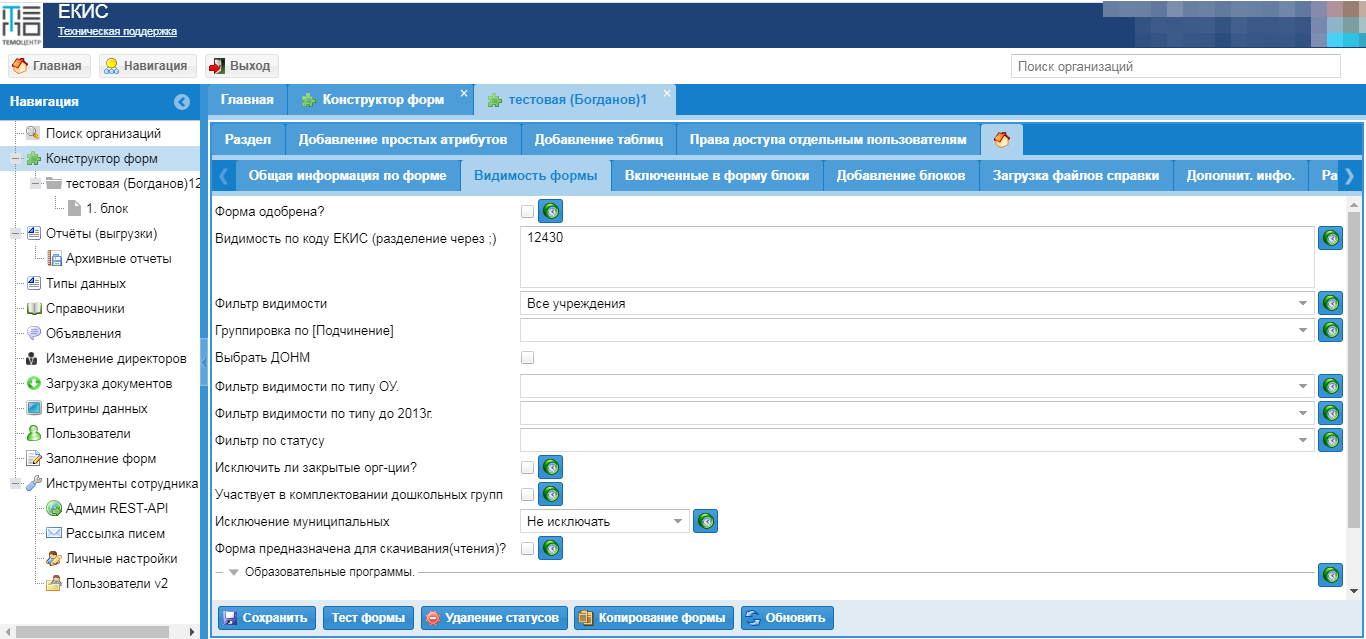 ЕКИС
Техническая поддержка
ТЕМОЦЕНТР
Главная
Навигация
Выход
Поиск организаций
Навигация
Главная
Конструктор форм
тестовая (Богданов)1
Поиск организаций
Конструктор форм
тестовая (Богданов)12
1. блок
Отчёты (выгрузки)
Архивные отчеты
Типы данных
Справочники
Объявления
Изменение директоров
Загрузка документов
Витрины данных
Пользователи
Заполнение форм
Инструменты сотрудника
Админ REST-API
Рассылка писем
Личные настройки
Пользователи v2
Раздел
Добавление простых атрибутов
Добавление таблиц
Права доступа отдельным пользователям
Общая информация по форме
Видимость формы
Включенные в форму блоки
Добавление блоков
Загрузка файлов справки
Дополнит. инфо.
Ра
Форма одобрена?
Видимость по коду ЕКИС (разделение через ;)
12430
Фильтр видимости
Все учреждения
Группировка по [Подчинение]
Выбрать ДОНМ
Фильтр видимости по типу ОУ.
Фильтр видимости по типу до 2013г.
Фильтр по статусу
Исключить ли закрытые орг-ции?
Участвует в комплектовании дошкольных групп
Исключение муниципальных
Не исключать
Форма предназначена для скачивания(чтения)?
Образовательные программы.
Сохранить
Тест формы
Удаление статусов
Копирование формы
Обновить